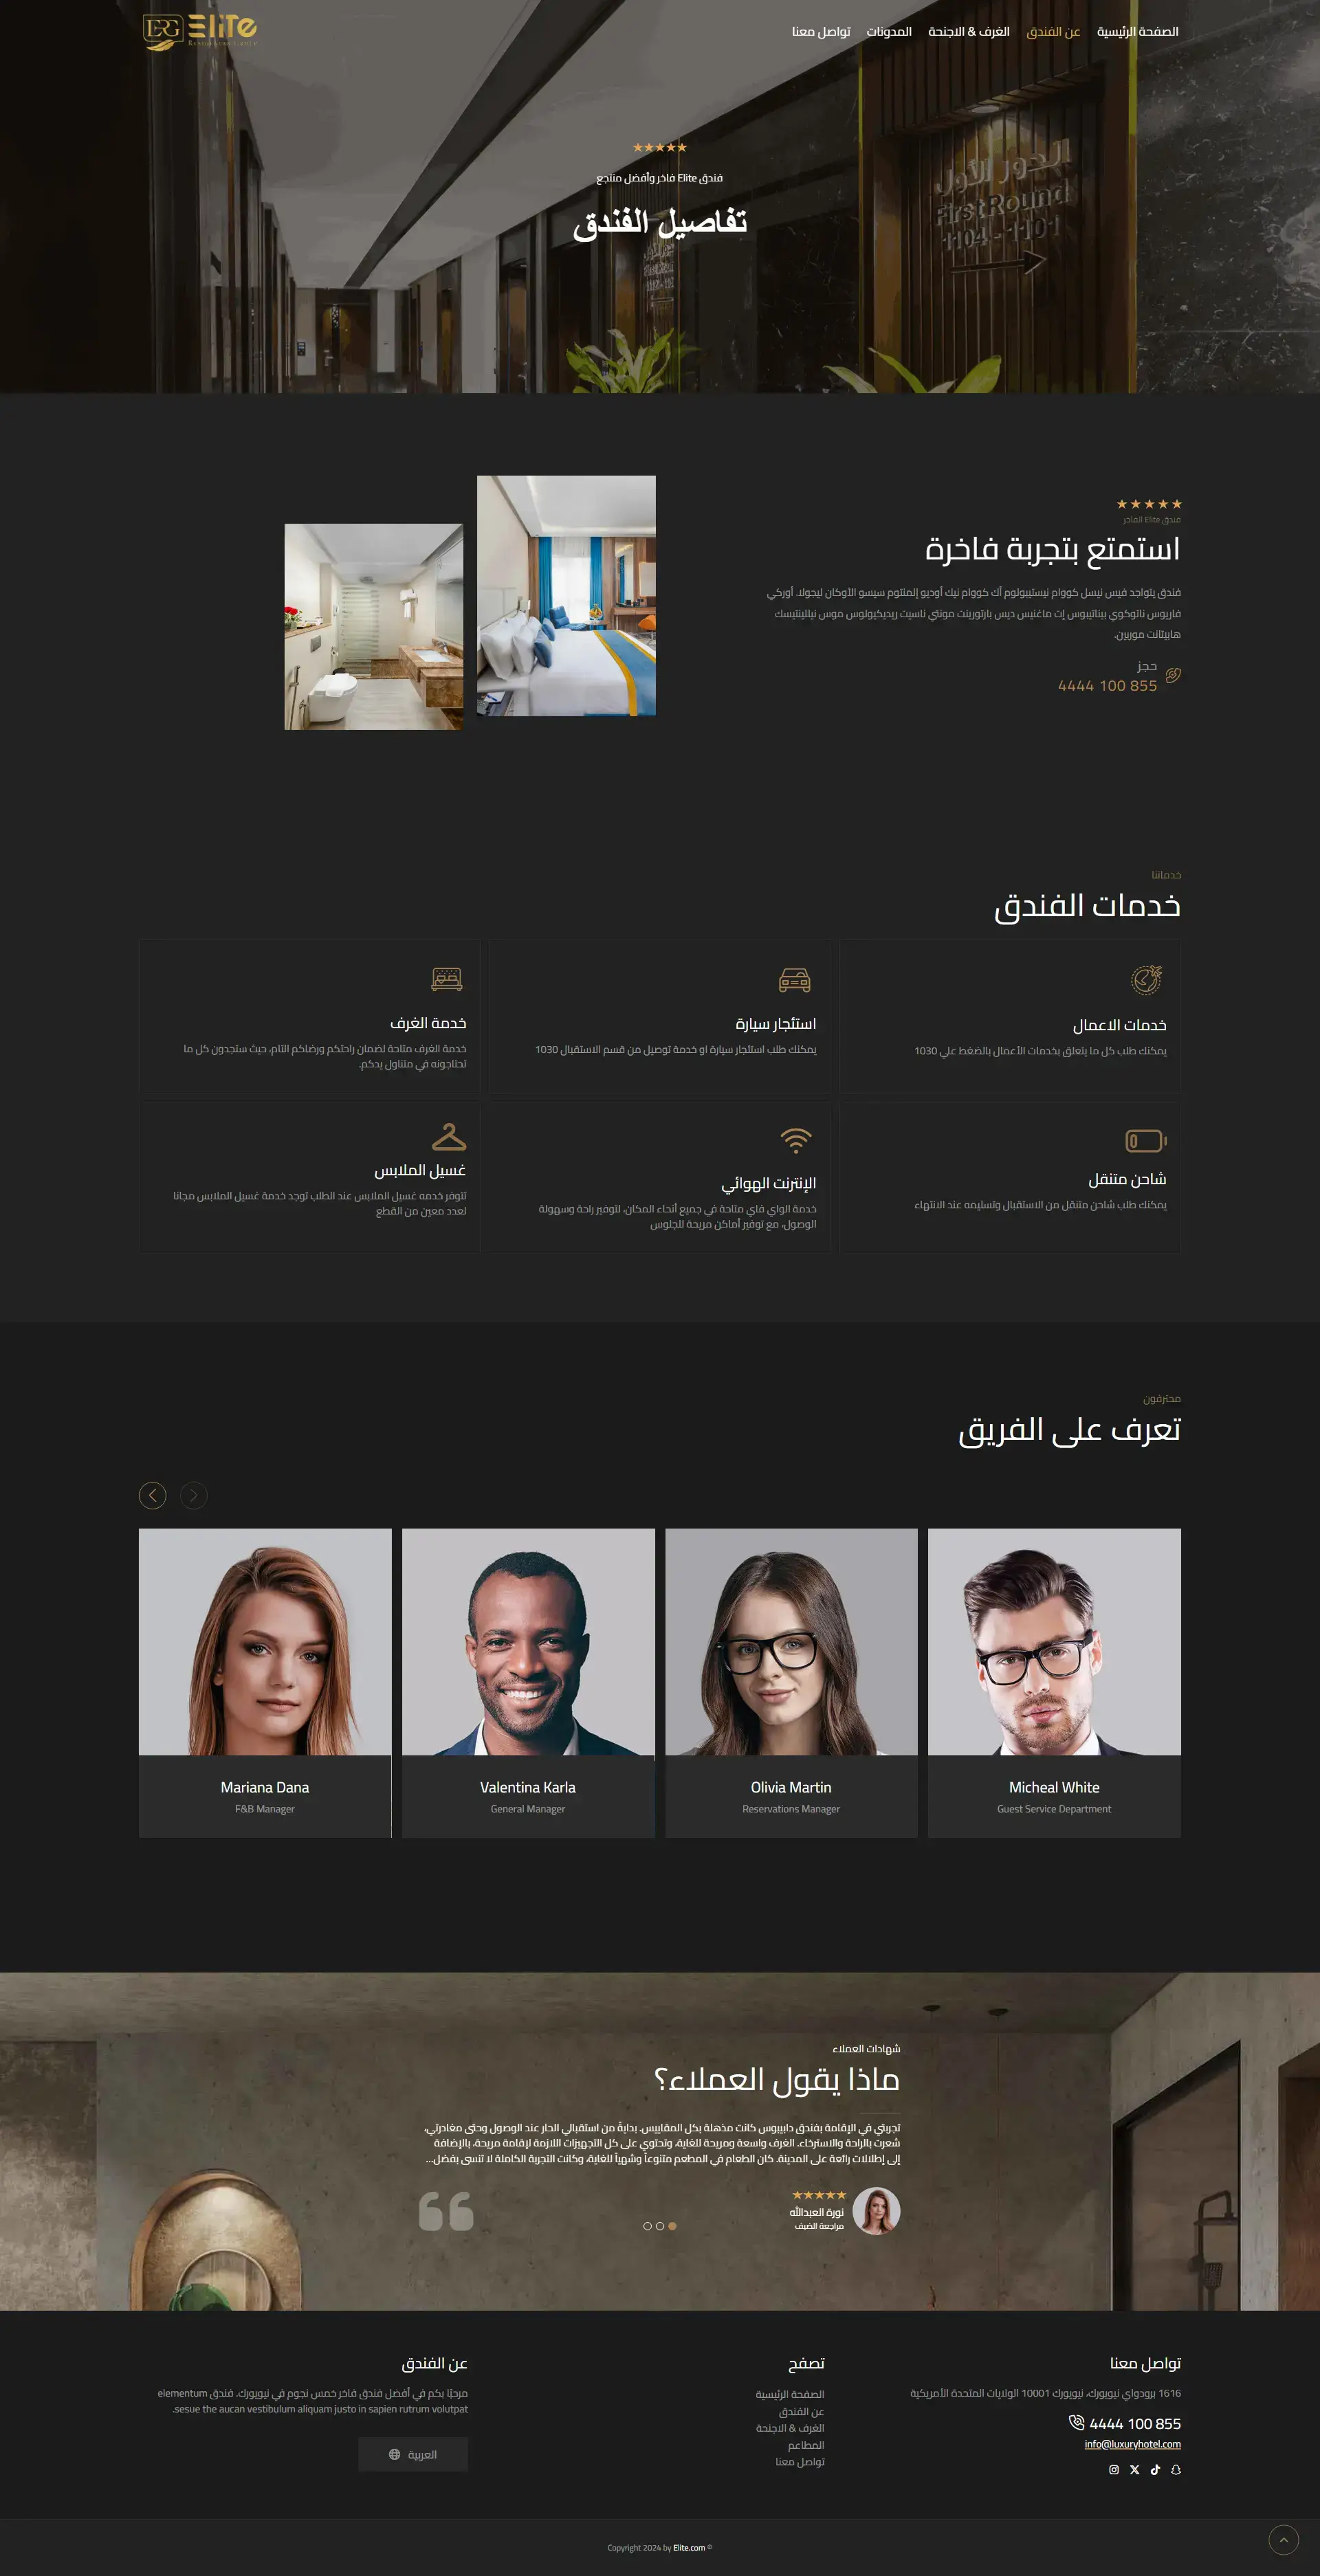 EliTe
الصفحة الرئيسية
عن الفندق
الغرف & الاجنحة
المدونات
تواصل معنا
الدور الأول
First Round
1104 - 1101
فندق Elite فاخر وأفضل منتجع
تفاصيل الفندق
فندق Elite الفاخر
استمتع بتجربة فاخرة
فندق يتواجد فيس نيسل كووام نيستيبولوم أك كووام نيك أوديو إلمنتوم سيسو الأوكان ليجولا. أوركي
فاريوس ناتوكوي بيناتيبوس إت ماغنيس ديس بارتورينت مونتي ناسيت ريديكيولوس موس نيللينتيسك
هابيتانت موربين.
حجز
855 100 4444
خدماتنا
خدمات الفندق
خدمات الاعمال
يمكنك طلب كل ما يتعلق بخدمات الأعمال بالضغط علي 1030
استئجار سيارة
يمكنك طلب استئجار سيارة او خدمة توصيل من قسم الاستقبال 1030
خدمة الغرف
خدمة الغرف متاحة لضمان راحتكم ورضاكم التام، حيث ستجدون كل ما
تحتاجونه في متناول يدكم.
شاحن متنقل
يمكنك طلب شاحن متنقل من الاستقبال وتسليمه عند الانتهاء
الإنترنت الهوائي
خدمة الواي فاي متاحة في جميع أنحاء المكان، لتوفير راحة وسهولة
الوصول، مع توفير أماكن مريحة للجلوس
غسيل الملابس
تتوفر خدمه غسيل الملابس عند الطلب توجد خدمة غسيل الملابس مجانا
لعدد معين من القطع
محترفون
تعرف على الفريق
Micheal White
Guest Service Department
Olivia Martin
Reservations Manager
Valentina Karla
General Manager
Mariana Dana
F&B Manager
شهادات العملاء
ماذا يقول العملاء؟
تجربتي في الإقامة بفندق دابيبوس كانت مذهلة بكل المقاييس. بدايةً من استقبالي الحار عند الوصول وحتى مغادرتي،
شعرت بالراحة والاسترخاء. الغرف واسعة ومريحة للغاية، وتحتوي على كل التجهيزات اللازمة لإقامة مريحة، بالإضافة
إلى إطلالات رائعة على المدينة. كان الطعام في المطعم متنوعاً وشهياً للغاية، وكانت التجربة الكاملة لا تنسى بفضل...
نورة العبدالله
مراجعة الضيف
تواصل معنا
1616 برودواي نيويورك، نيويورك 10001 الولايات المتحدة الأمريكية
855 100 4444
info@luxuryhotel.com
تصفح
الصفحة الرئيسية
عن الفندق
الغرف & الاجنحة
المطاعم
تواصل معنا
عن الفندق
مرحبًا بكم في أفضل فندق فاخر خمس نجوم في نيويورك. فندق elementum
sesue the aucan vestibulum aliquam justo in sapien rutrum volutpat.
العربية
Copyright 2024 by Elite.com ©